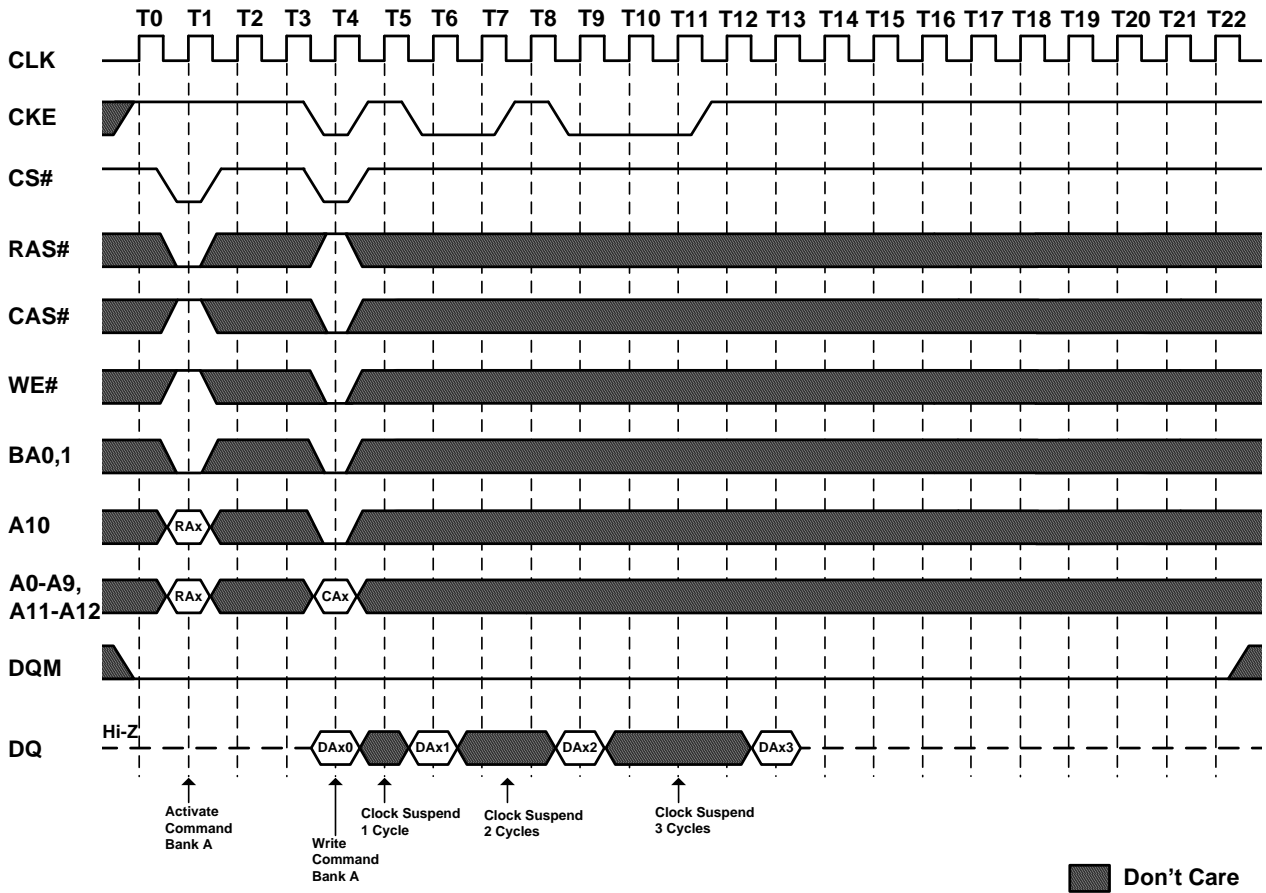 T0 T1 T2 T3 T4 T5 T6 T7 T8 T9 T10 T11 T12 T13 T14 T15 T16 T17 T18 T19 T20 T21 T22
CLK
CKE
CS#
RAS#
CAS#
WE#
BA0,1
A10
RAx
A0-A9,
A11-A12
RAx
CAx
DQM
Hi-Z
DQ
DAx0
DAx1
DAx2
DAx3
Activate
Command
Bank A
Write
Command
Bank A
Clock Suspend
1 Cycle
Clock Suspend
2 Cycles
Clock Suspend
3 Cycles
Don't Care